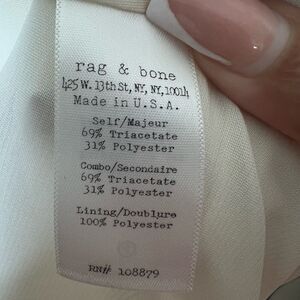 rag & bone
425 W. 13th St, NY, NY, 10014
Made in U.S.A.
Self/Majeur
69% Triacetate
31% Polyester
Combo/Secondaire
69% Triacetate
31% Polyester
Lining/Doublure
100% Polyester
RN# 108879